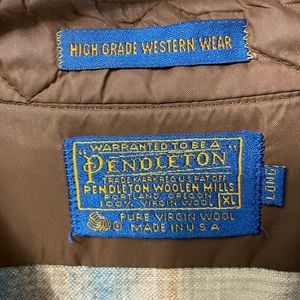 HIGH GRADE WESTERN WEAR
"WARRANTED TO BE A
PENDLETON
TRADE MARK REG. U.S. PAT. OFF.
PENDLETON WOOLEN MILLS
PORTLAND, OREGON
100% VIRGIN WOOL
XL
PURE VIRGIN WOOL
MADE IN U.S.A.
LONG